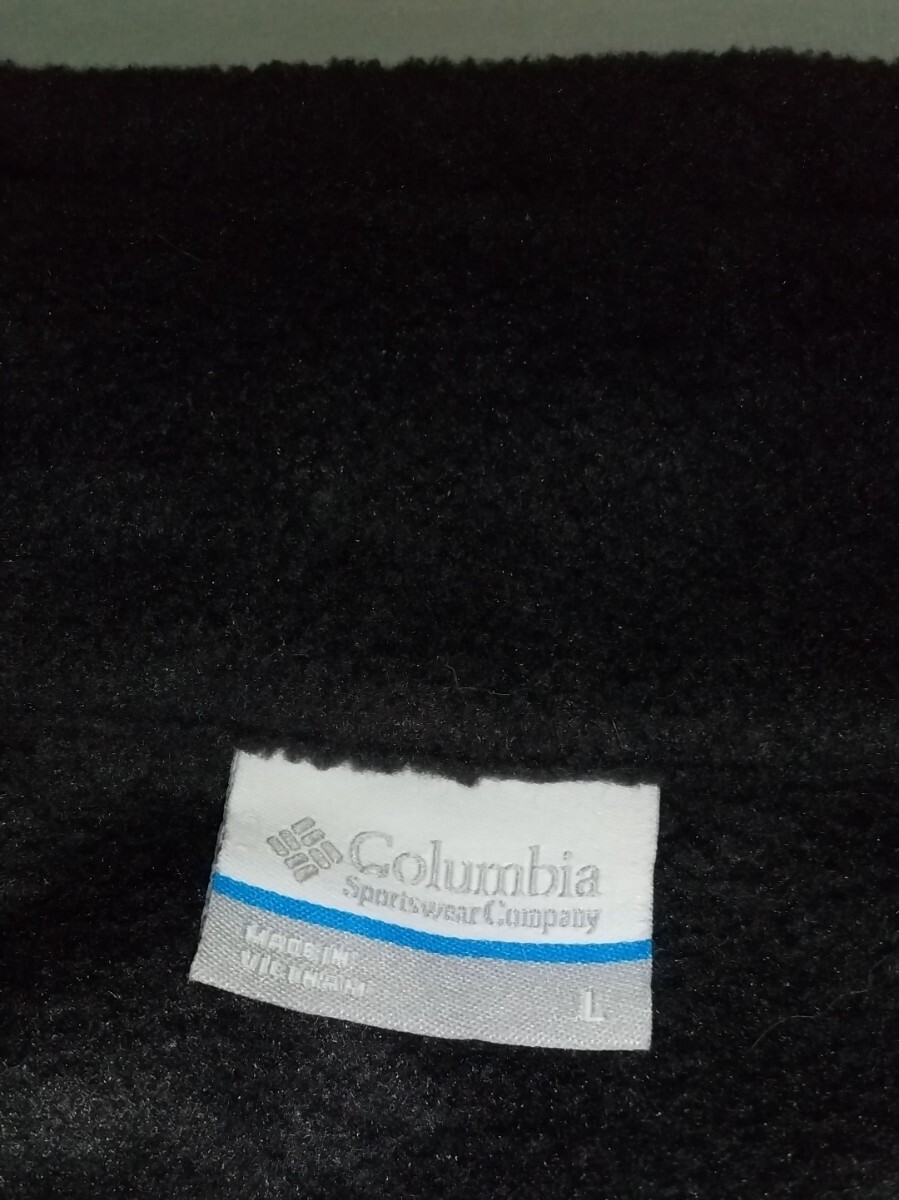 Columbia
Sportswear Company
MADE IN
VIETNAM
L